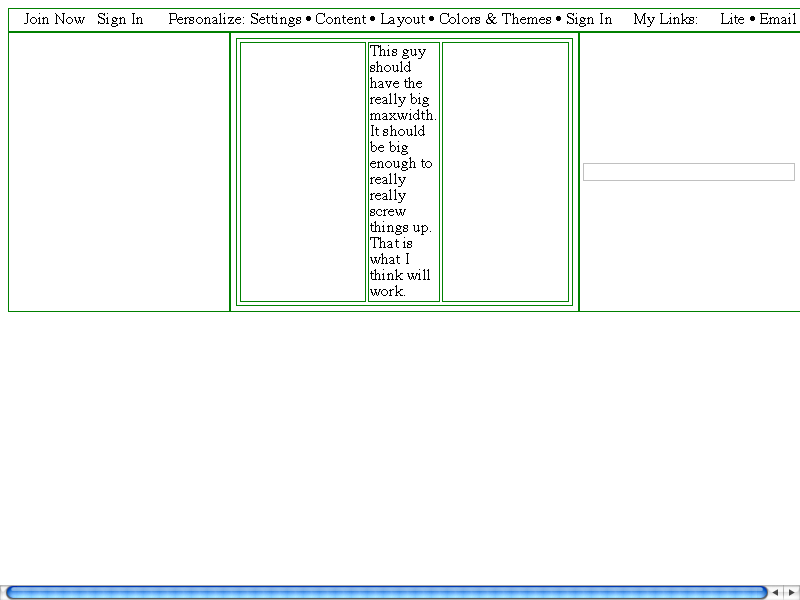 Join Now Sign In Personalize: Settings • Content • Layout • Colors & Themes • Sign In My Links: Lite • Email
This guy
should
have the
really big
maxwidth.
It should
be big
enough to
really
really
screw
things up.
That is
what I
think will
work.